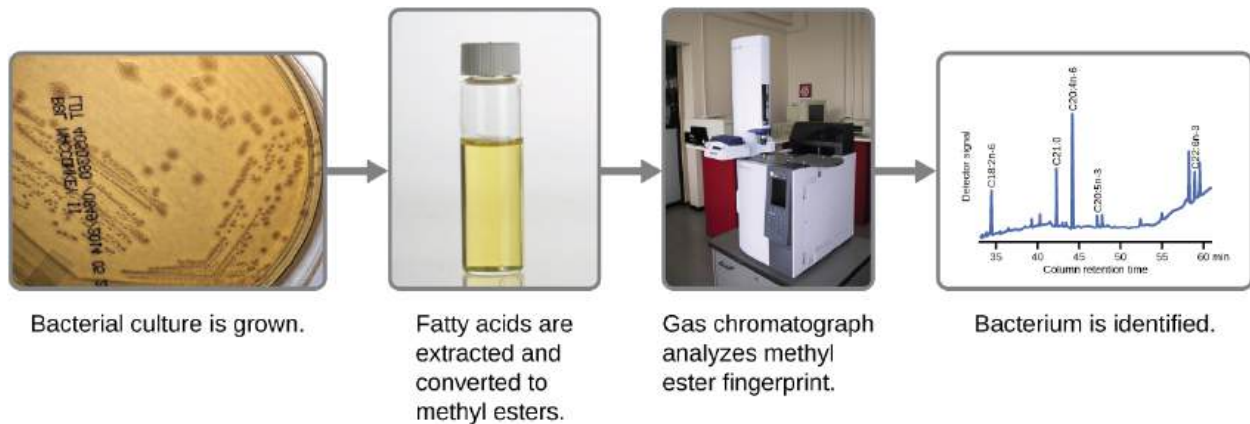 Bacterial culture is grown.
Fatty acids are
extracted and
converted to
methyl esters.
Gas chromatograph
analyzes methyl
ester fingerprint.
Detector signal
C18:2n-6
C21:0
C20:4n-6
C20:5n-3
C22:6n-3
35 40 45 50 55 60 min
Column retention time
Bacterium is identified.